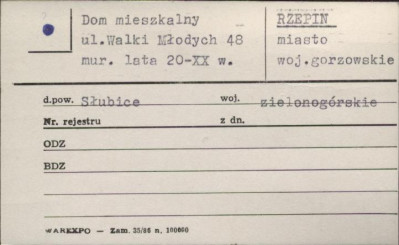 Dom mieszkalny
ul.Walki Młodych 48
mur. lata 20-XX w.
RZEPIN
miasto
woj.gorzowskie
d.pow. Słubice woj. zielonogórskie
Nr. rejestru z dn.
ODZ
BDZ
WAREXPO — Zam. 35/86 n. 100000